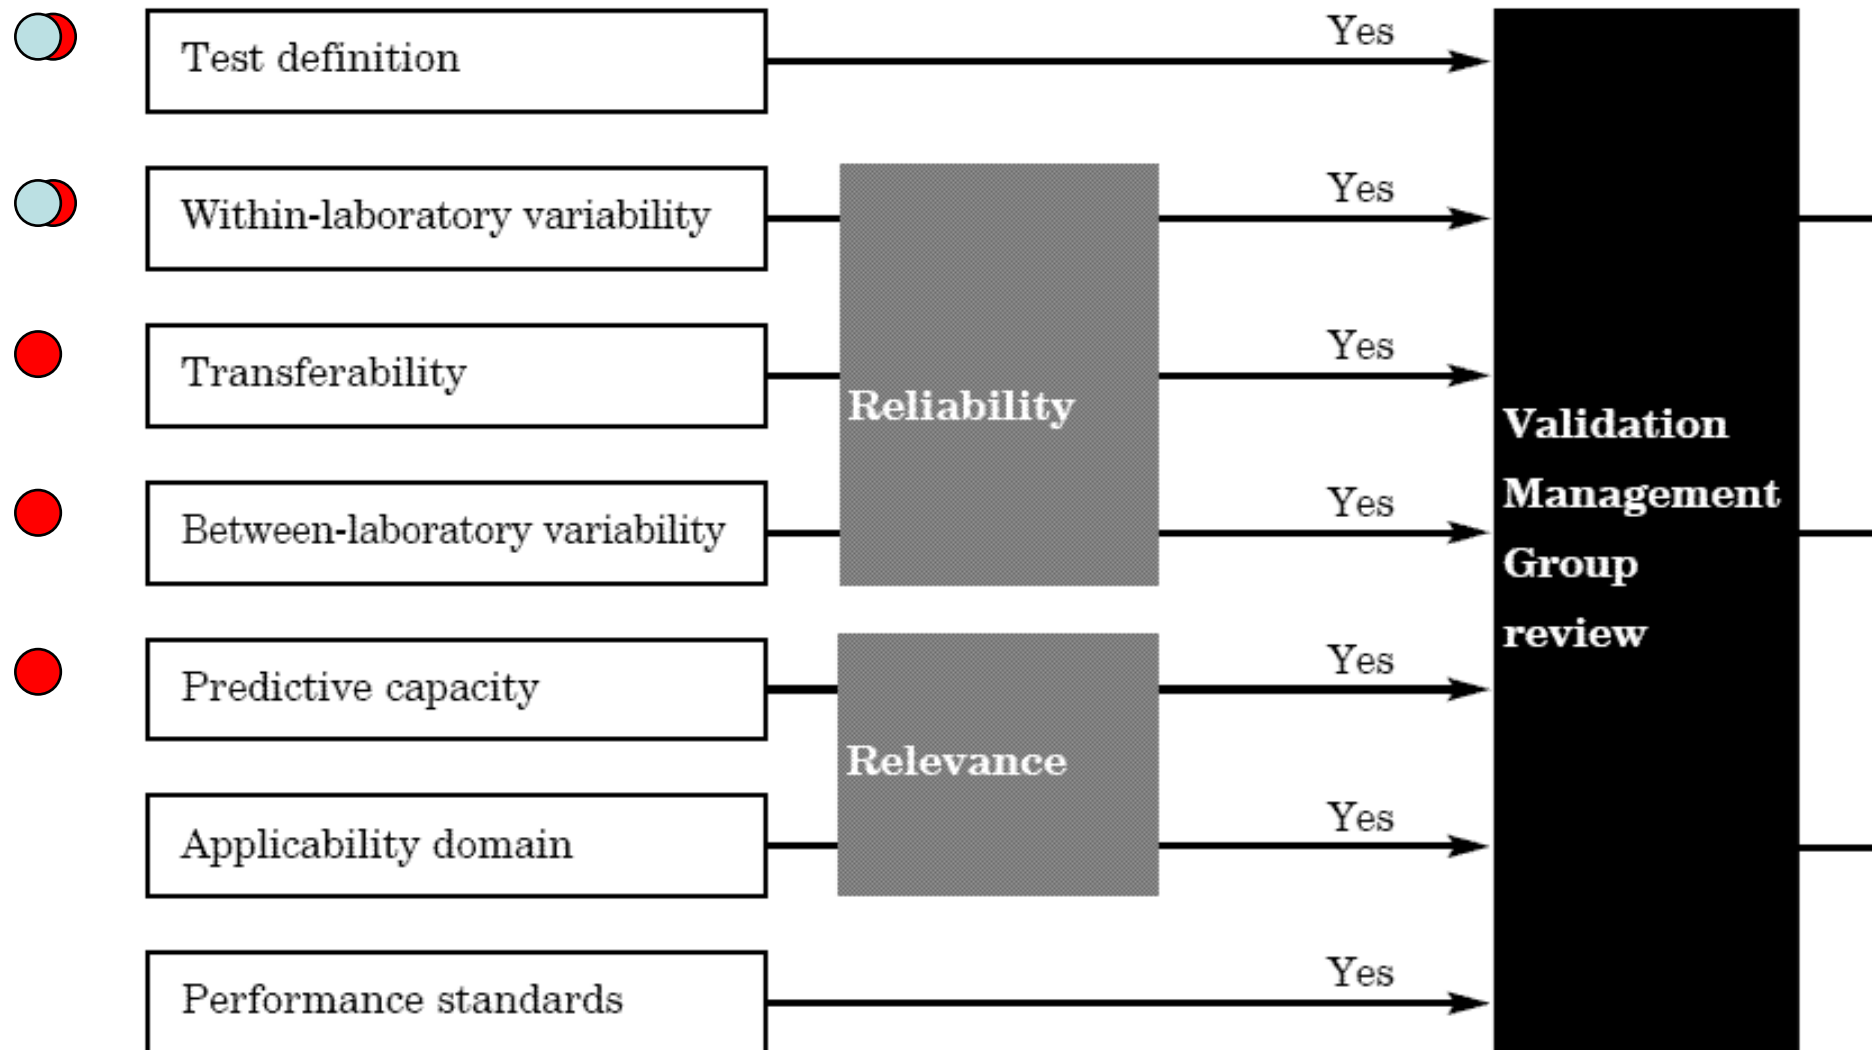 Test definition
Yes
Within-laboratory variability
Yes
Transferability
Yes
Between-laboratory variability
Yes
Reliability
Predictive capacity
Yes
Applicability domain
Yes
Relevance
Performance standards
Yes
Validation
Management
Group
review